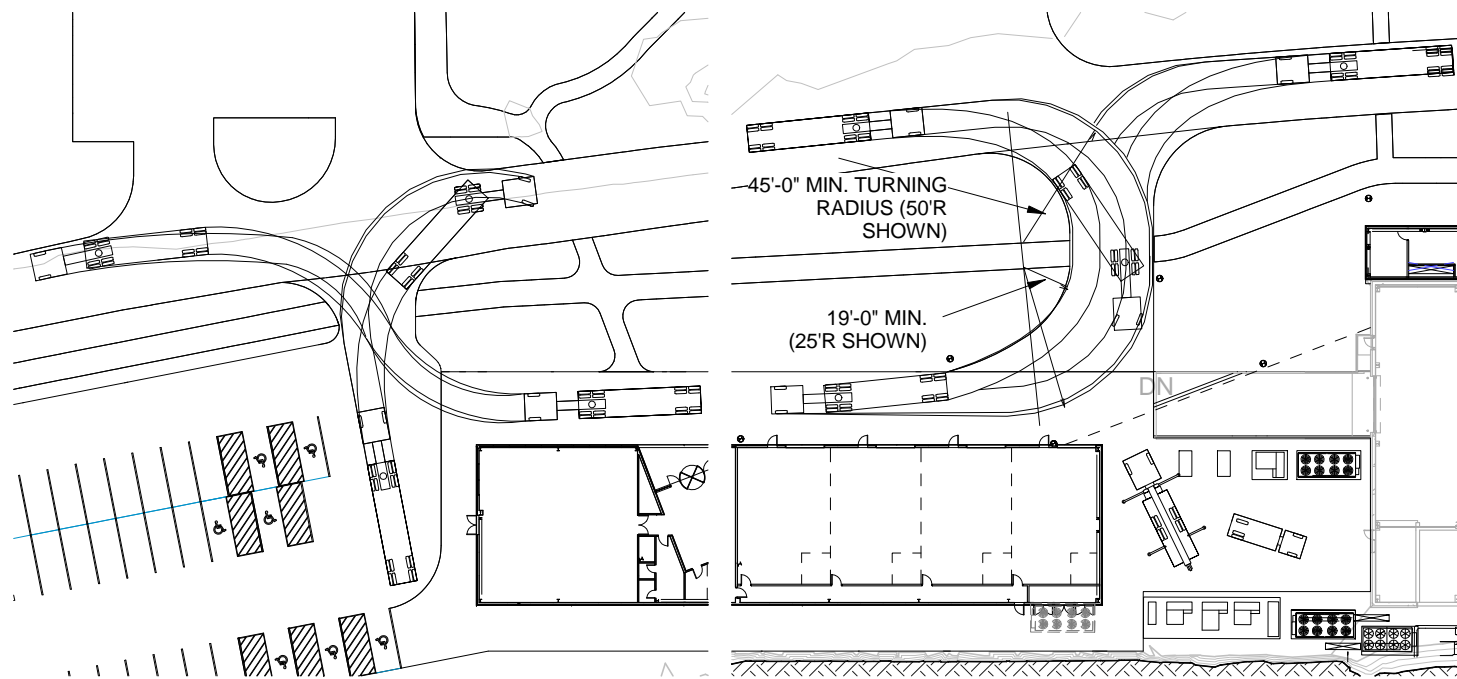 45'-0" MIN. TURNING
RADIUS (50'R
SHOWN)
19'-0" MIN.
(25'R SHOWN)
DN